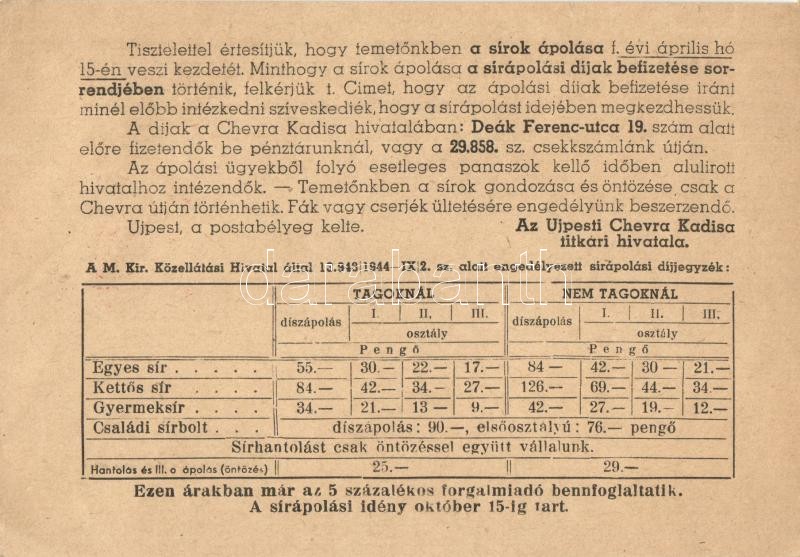 Tisztelettel értesítjük, hogy temetőnkben a sírok ápolása f. évi április hó
15-én veszi kezdetét. Minthogy a sírok ápolása a sírápolási díjak befizetése sor-
rendjében történik, felkérjük t. Cimet, hogy az ápolási díjak befizetése iránt
minél előbb intézkedni szíveskedjék, hogy a sírápolást idejében megkezdhessük.
A dijak a Chevra Kadisa hivatalában: Deák Ferenc-utca 19. szám alatt
előre fizetendők be pénztárunknál, vagy a 29.858. sz. csekkszámlánk útján.
Az ápolási ügyekből folyó esetleges panaszok kellő időben alulirott
hivatalhoz intézendők. — Temetőnkben a sírok gondozása és öntözése csak a
Chevra útján történhetik. Fák vagy cserjék ültetésére engedélyünk beszerzendő.
Ujpest, a postabélyeg kelte. Az Ujpesti Chevra Kadisa
titkári hivatala.
A M. Kir. Közellátási Hivatal által 10.943/1944—IX/2. sz. alatt engedélyezett sírápolási díjjegyzék:
TAGOKNÁL NEM TAGOKNÁL
díszápolás I. II. III. díszápolás I. II. III.
osztály osztály
Pengő Pengő
Egyes sír . . . . . 55.— 30.— 22.— 17.— 84 — 42.— 30 — 21.—
Kettős sír . . . . 84.— 42.— 34.— 27.— 126.— 69.— 44.— 34.—
Gyermeksír . . . . 34.— 21.— 13 — 9.— 42.— 27.— 19.— 12.—
Családi sírbolt . . . díszápolás: 90.—, elsőosztályú: 76.— pengő
Sírhantolást csak öntözéssel együtt vállalunk.
Hantolás és III. o ápolás (öntözés) 25.— 29.—
Ezen árakban már az 5 százalékos forgalmiadó bennfoglaltatik.
A sírápolási idény október 15-ig tart.
darabanth